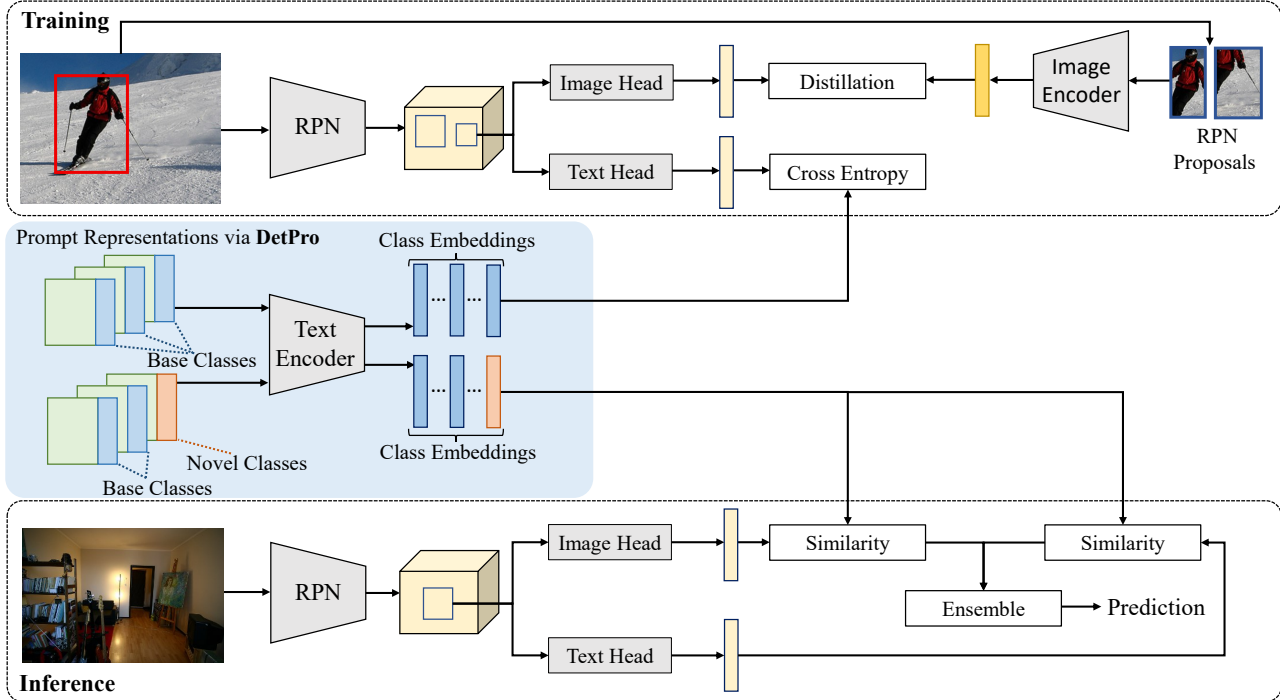 Training
Image Head
Distillation
Image
Encoder
RPN
RPN
Proposals
Text Head
Cross Entropy
Prompt Representations via DetPro
Class Embeddings
...
...
Text
Encoder
Base Classes
...
...
Novel Classes
Class Embeddings
Base Classes
Image Head
Similarity
Similarity
RPN
Ensemble
Prediction
Text Head
Inference